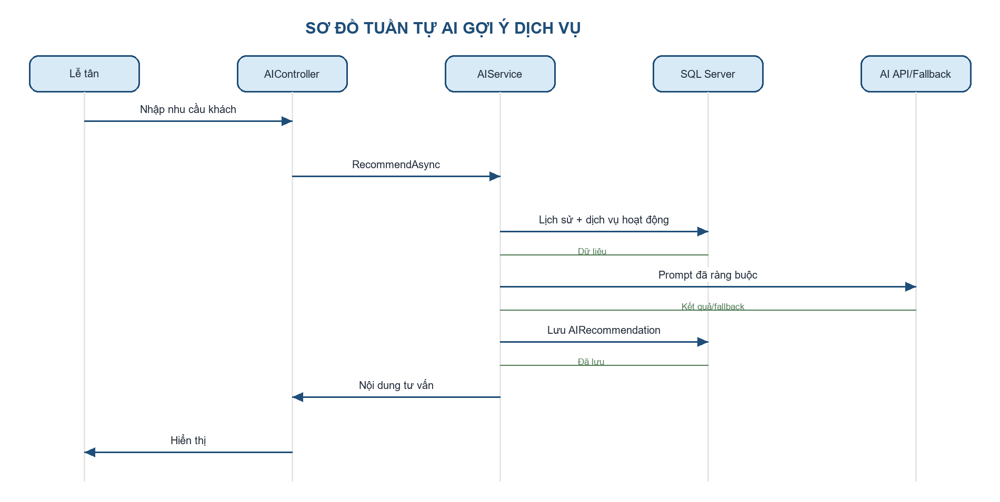 SƠ ĐỒ TUẦN TỰ AI GỢI Ý DỊCH VỤ
Lễ tân
AIController
AIService
SQL Server
AI API/Fallback
Nhập nhu cầu khách
RecommendAsync
Lịch sử + dịch vụ hoạt động
Dữ liệu
Prompt đã ràng buộc
Kết quả/fallback
Lưu AIRecommendation
Đã lưu
Nội dung tư vấn
Hiển thị